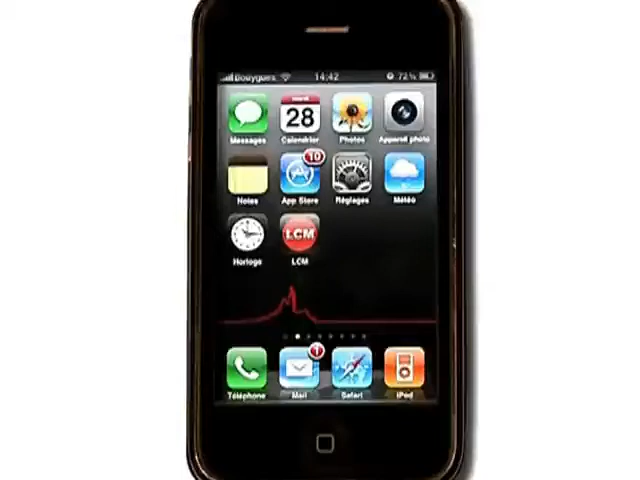 Bouygues 14:42 72%
28
Messages Calendrier Photos Appareil photo
10
Notes App Store Réglages Météo
LCM
Horloge LCM
1
Téléphone Mail Safari iPod